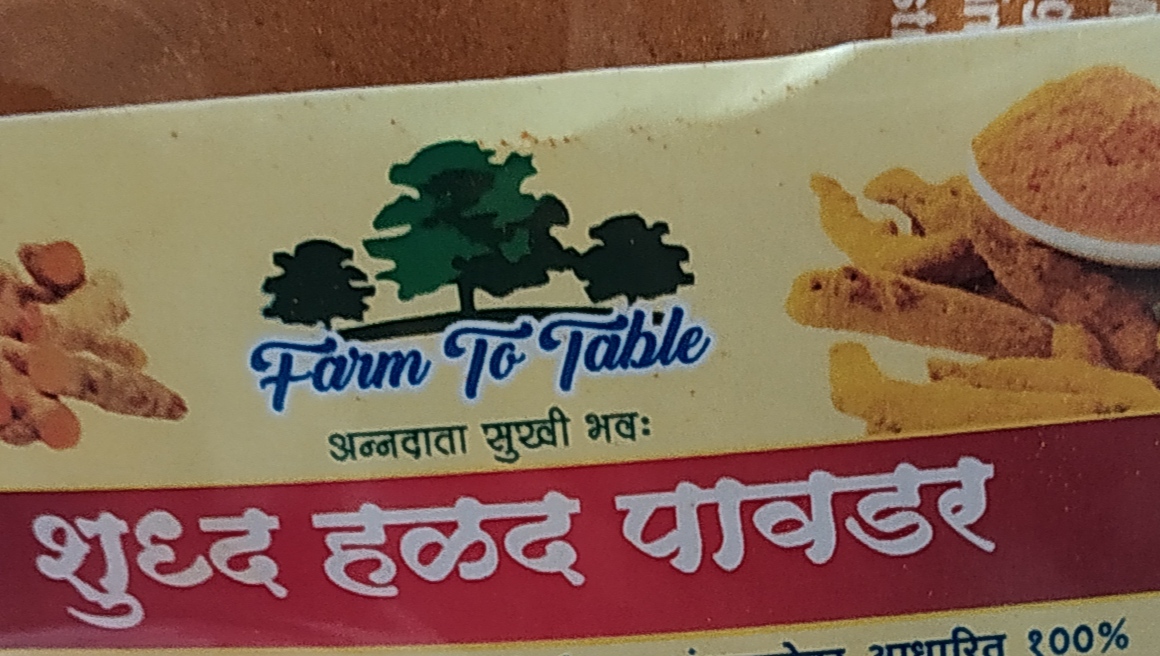 Farm To Table
अन्नदाता सुखी भवः
शुध्द हळद पावडर
आधारित १००%